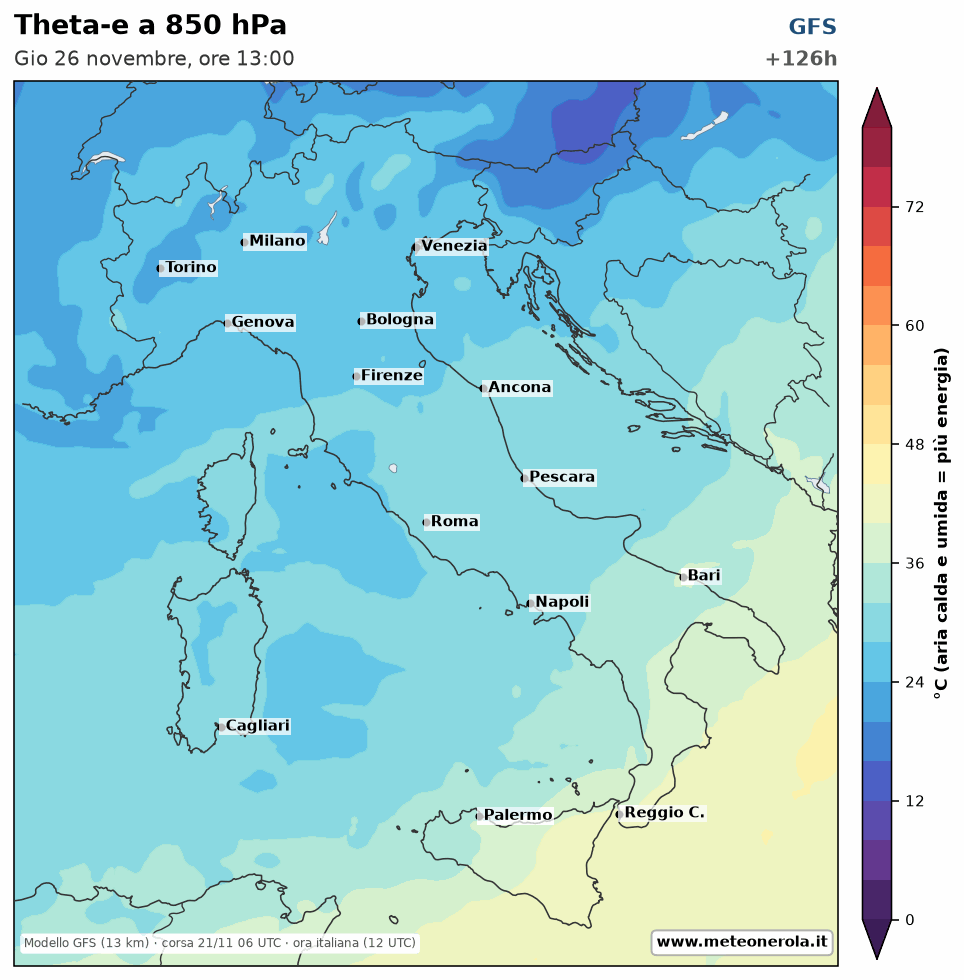 Theta-e a 850 hPa
GFS
Gio 26 novembre, ore 13:00
+126h
72
60
48
36
24
12
0
°C (aria calda e umida = più energia)
Milano
Venezia
Torino
Genova
Bologna
Firenze
Ancona
Pescara
Roma
Bari
Napoli
Cagliari
Palermo
Reggio C.
Modello GFS (13 km) · corsa 21/11 06 UTC · ora italiana (12 UTC)
www.meteonerola.it